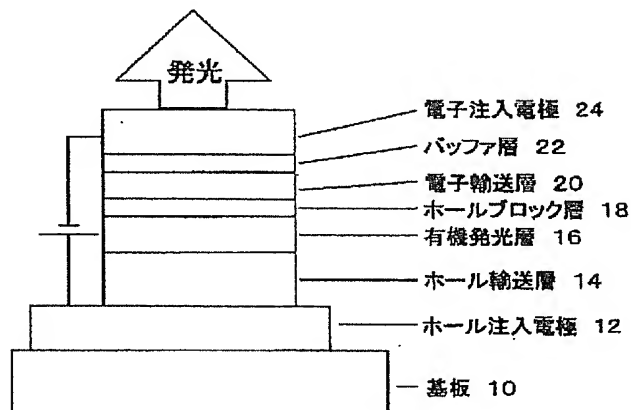 発光
電子注入電極 24
バッファ層 22
電子輸送層 20
ホールブロック層 18
有機発光層 16
ホール輸送層 14
ホール注入電極 12
基板 10